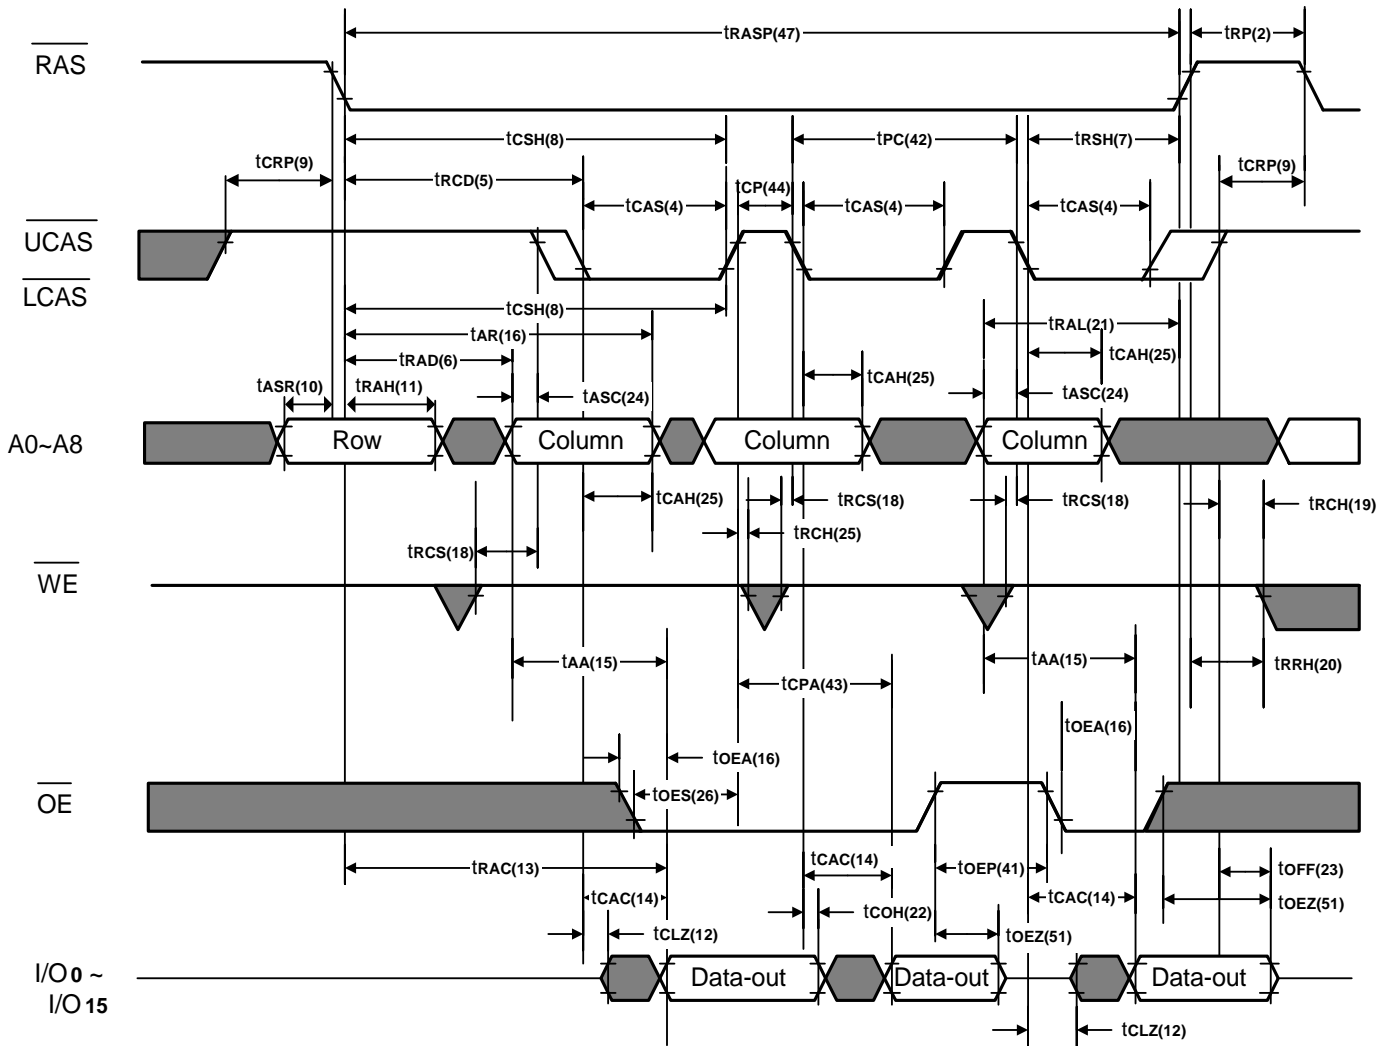 tRASP(47) tRP(2)
RAS
tCSH(8) tPC(42) tRSH(7)
tCRP(9) tRCD(5) tCP(44) tCRP(9)
tCAS(4) tCAS(4) tCAS(4)
UCAS
LCAS
tCSH(8)
tAR(16) tRAL(21)
tRAD(6) tCAH(25)
tASR(10) tRAH(11) tASC(24) tCAH(25) tASC(24)
A0~A8 Row Column Column Column
tCAH(25) tRCS(18) tRCS(18) tRCH(19)
tRCH(25)
tRCS(18)
WE
tAA(15) tAA(15) tRRH(20)
tCPA(43)
tOEA(16)
tOEA(16)
OE tOES(26)
tRAC(13) tCAC(14) tOEP(41) tOFF(23)
tCAC(14) tCAC(14)
tCOH(22) tOEZ(51)
tCLZ(12) tOEZ(51)
I/O 0 ~ Data-out Data-out Data-out
I/O 15
tCLZ(12)